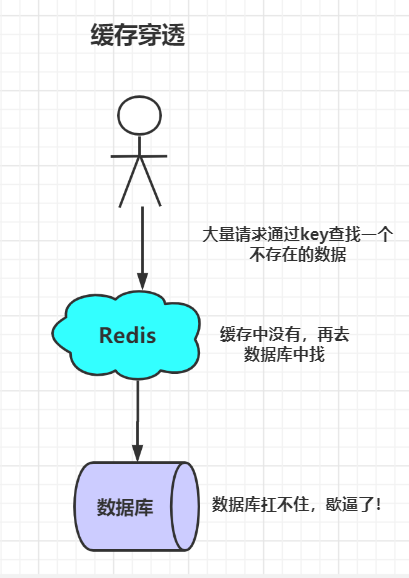 缓存穿透
大量请求通过key查找一个
不存在的数据
Redis
缓存中没有，再去
数据库中找
数据库
数据库扛不住，歇逼了！